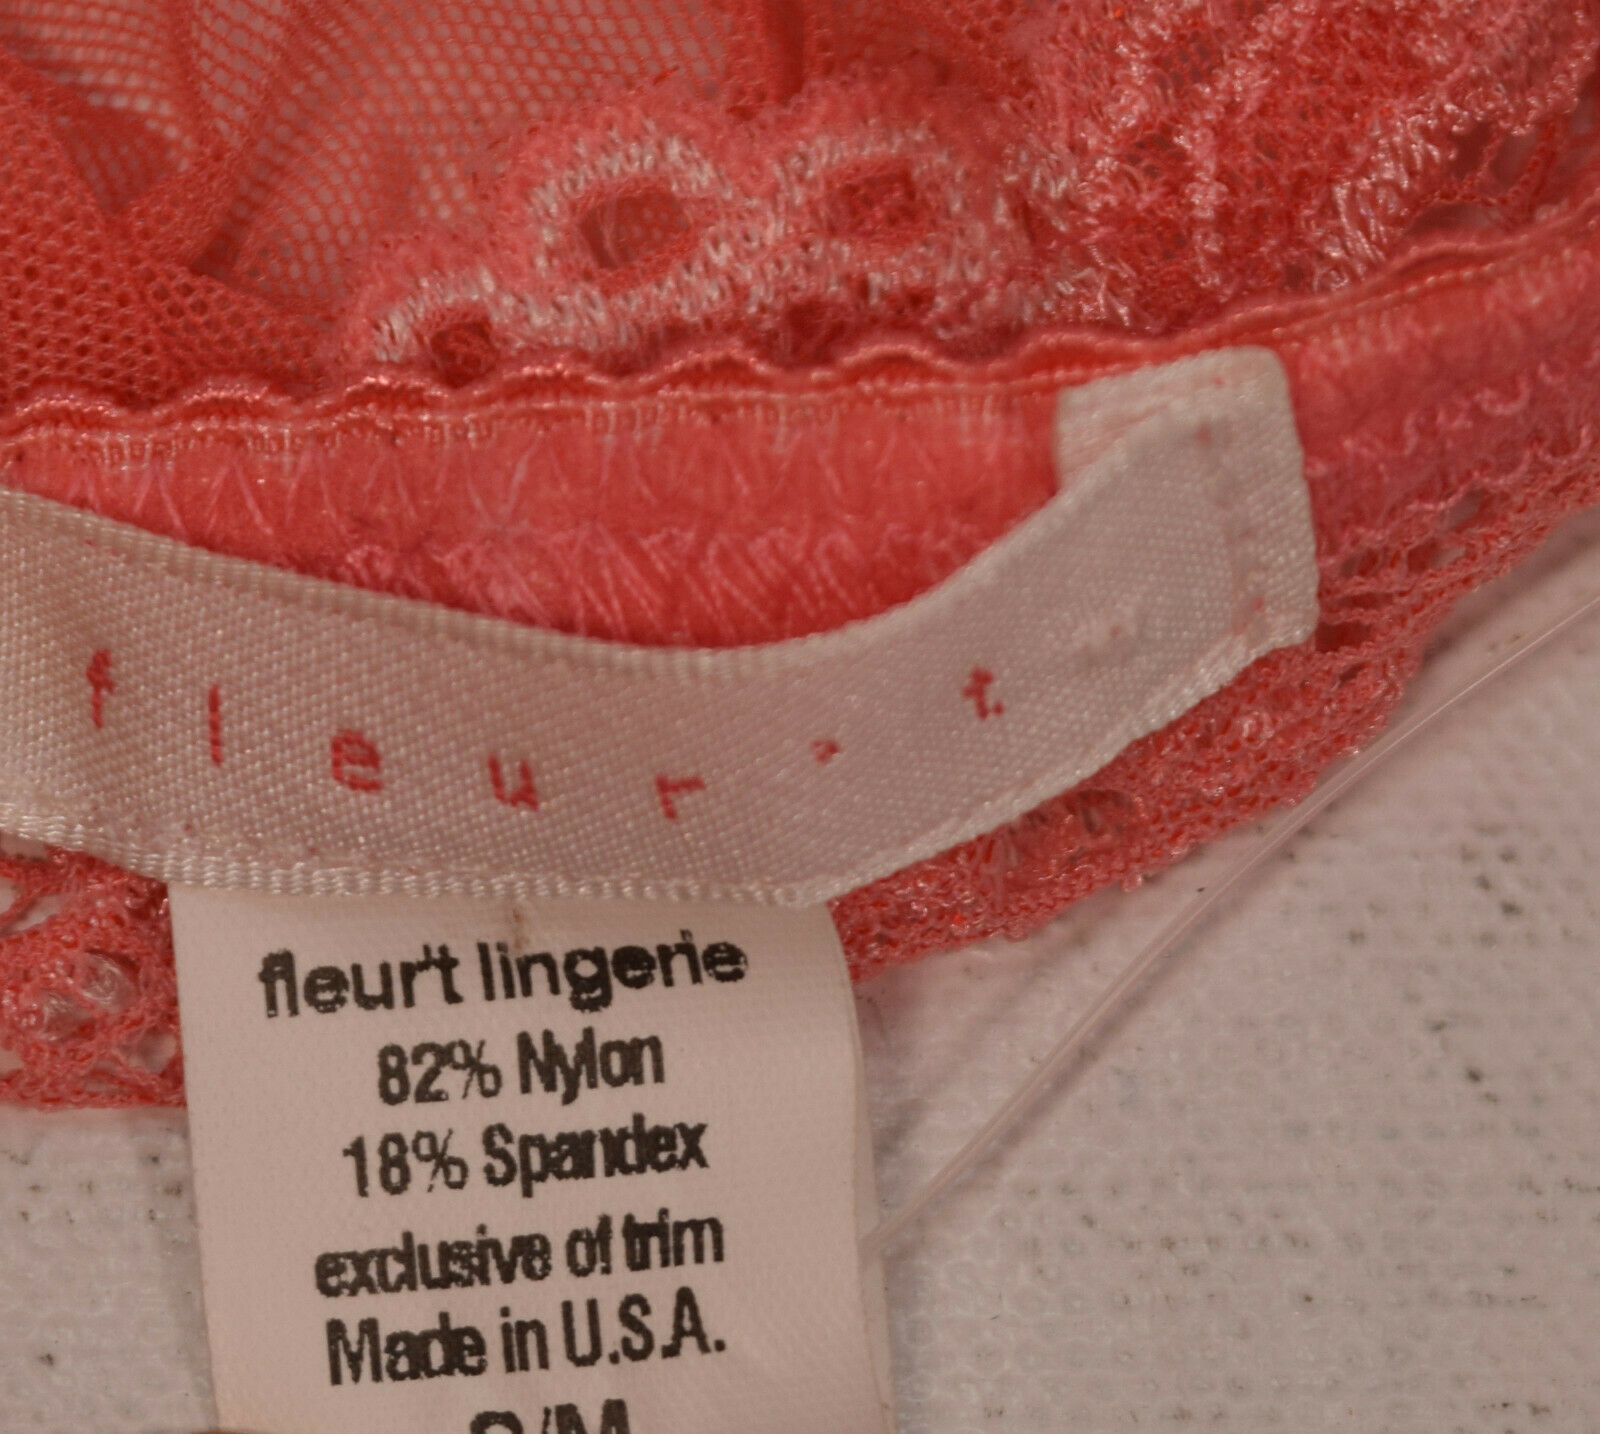 fleur't
fleur't lingerie
82% Nylon
18% Spandex
exclusive of trim
Made in U.S.A.
S/M